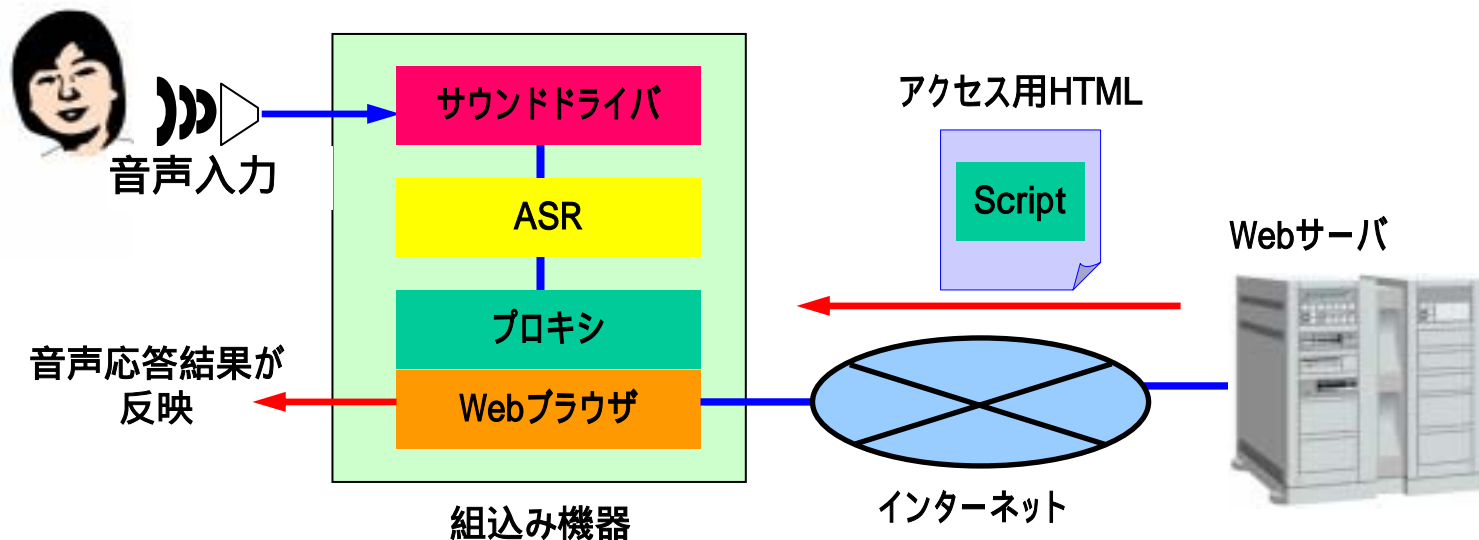 音声入力
サウンドドライバ
ASR
プロキシ
Webブラウザ
組込み機器
音声応答結果が
反映
アクセス用HTML
Script
Webサーバ
インターネット